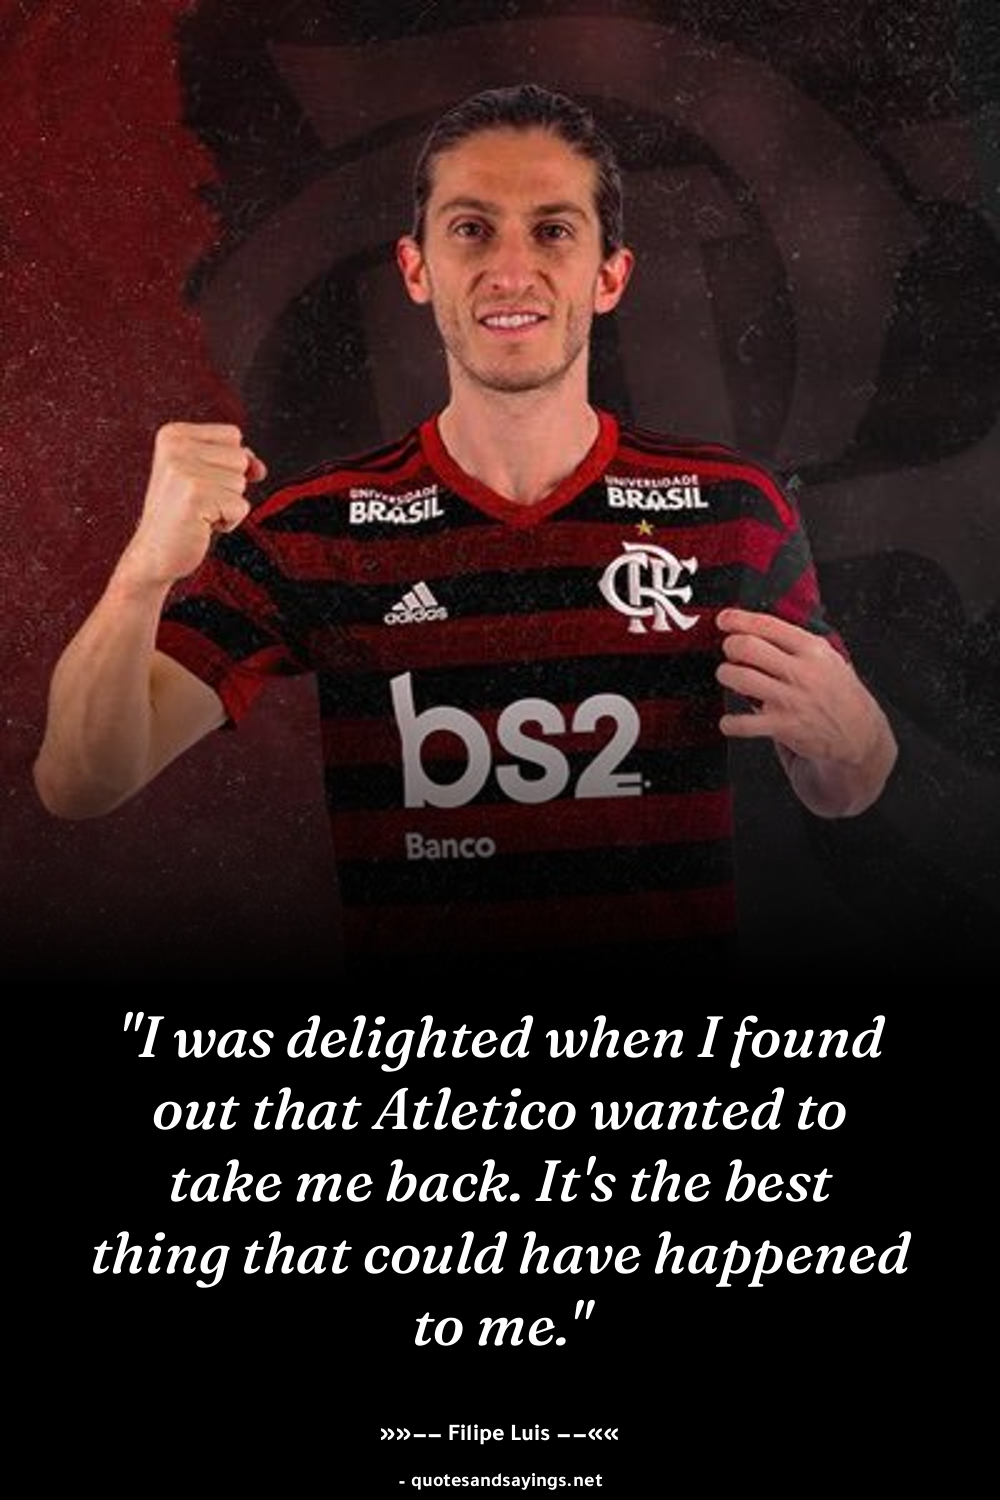 UNIVERSIDADE UNIVERSIDADE
BRASIL BRASIL
CRF
adidas
bs2.
Banco
"I was delighted when I found
out that Atletico wanted to
take me back. It's the best
thing that could have happened
to me."
»»−− Filipe Luis −−««
- quotesandsayings.net